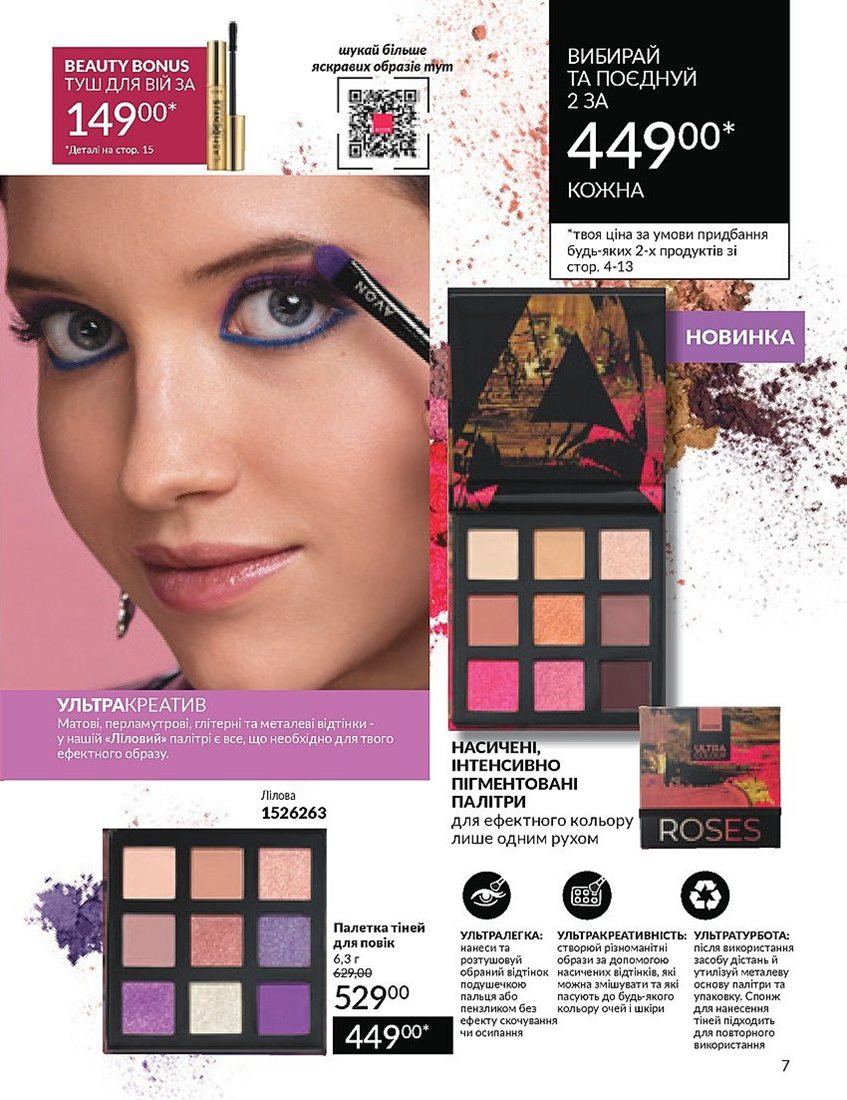 BEAUTY BONUS
ТУШ ДЛЯ ВІЙ ЗА
149⁰⁰*
*Деталі на стор. 15
LASH GENIUS
шукай більше
яскравих образів тут
ВИБИРАЙ
ТА ПОЄДНУЙ
2 ЗА
449⁰⁰*
КОЖНА
*твоя ціна за умови придбання
будь-яких 2-х продуктів зі
стор. 4-13
AVON
НОВИНКА
УЛЬТРАКРЕАТИВ
Матові, перламутрові, глітерні та металеві відтінки -
у нашій «Ліловий» палітрі є все, що необхідно для твого
ефектного образу.
НАСИЧЕНІ,
ІНТЕНСИВНО
ПІГМЕНТОВАНІ
ПАЛІТРИ
для ефектного кольору
лише одним рухом
ULTRA
COLOUR
ROSES
Лілова
1526263
Палетка тіней
для повік
6,3 г
629,00
529⁰⁰
449⁰⁰*
УЛЬТРАЛЕГКА:
нанеси та
розтушовуй
обраний відтінок
подушечкою
пальця або
пензликом без
ефекту скочування
чи осипання
УЛЬТРАКРЕАТИВНІСТЬ:
створюй різноманітні
образи за допомогою
насичених відтінків, які
можна змішувати та які
пасують до будь-якого
кольору очей і шкіри
УЛЬТРАТУРБОТА:
після використання
засобу дістань й
утилізуй металеву
основу палітри та
упаковку. Спонж
для нанесення
тіней підходить
для повторного
використання
7